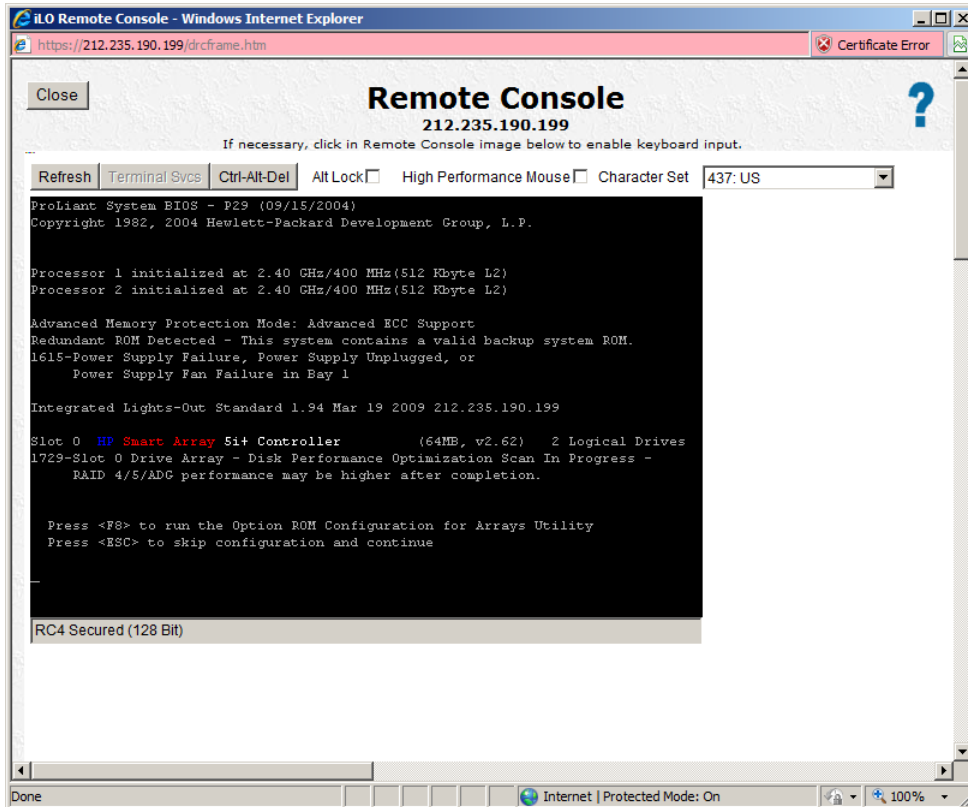 iLO Remote Console - Windows Internet Explorer
https://212.235.190.199/drcframe.htm
Certificate Error
Close
Remote Console
212.235.190.199
If necessary, click in Remote Console image below to enable keyboard input.
Refresh Terminal Svcs Ctrl-Alt-Del Alt Lock High Performance Mouse Character Set 437: US
ProLiant System BIOS - P29 (09/15/2004)
Copyright 1982, 2004 Hewlett-Packard Development Group, L.P.
Processor 1 initialized at 2.40 GHz/400 MHz(512 Kbyte L2)
Processor 2 initialized at 2.40 GHz/400 MHz(512 Kbyte L2)
Advanced Memory Protection Mode: Advanced ECC Support
Redundant ROM Detected - This system contains a valid backup system ROM.
1615-Power Supply Failure, Power Supply Unplugged, or
Power Supply Fan Failure in Bay 1
Integrated Lights-Out Standard 1.94 Mar 19 2009 212.235.190.199
Slot 0 HP Smart Array 5i+ Controller (64MB, v2.62) 2 Logical Drives
1729-Slot 0 Drive Array - Disk Performance Optimization Scan In Progress -
RAID 4/5/ADG performance may be higher after completion.
Press <F8> to run the Option ROM Configuration for Arrays Utility
Press <ESC> to skip configuration and continue
RC4 Secured (128 Bit)
Done Internet | Protected Mode: On 100%